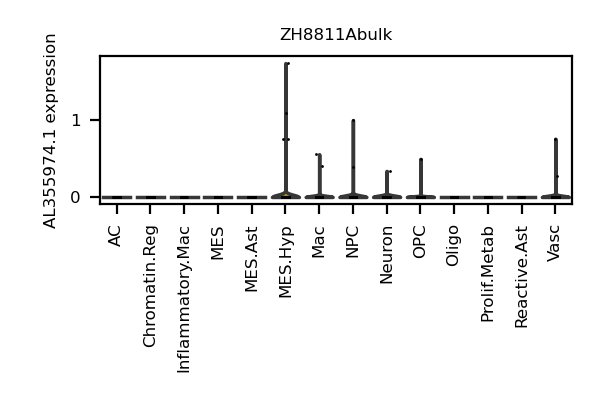 ZH8811Abulk
AL355974.1 expression
1
0
AC
Chromatin.Reg
Inflammatory.Mac
MES
MES.Ast
MES.Hyp
Mac
NPC
Neuron
OPC
Oligo
Prolif.Metab
Reactive.Ast
Vasc